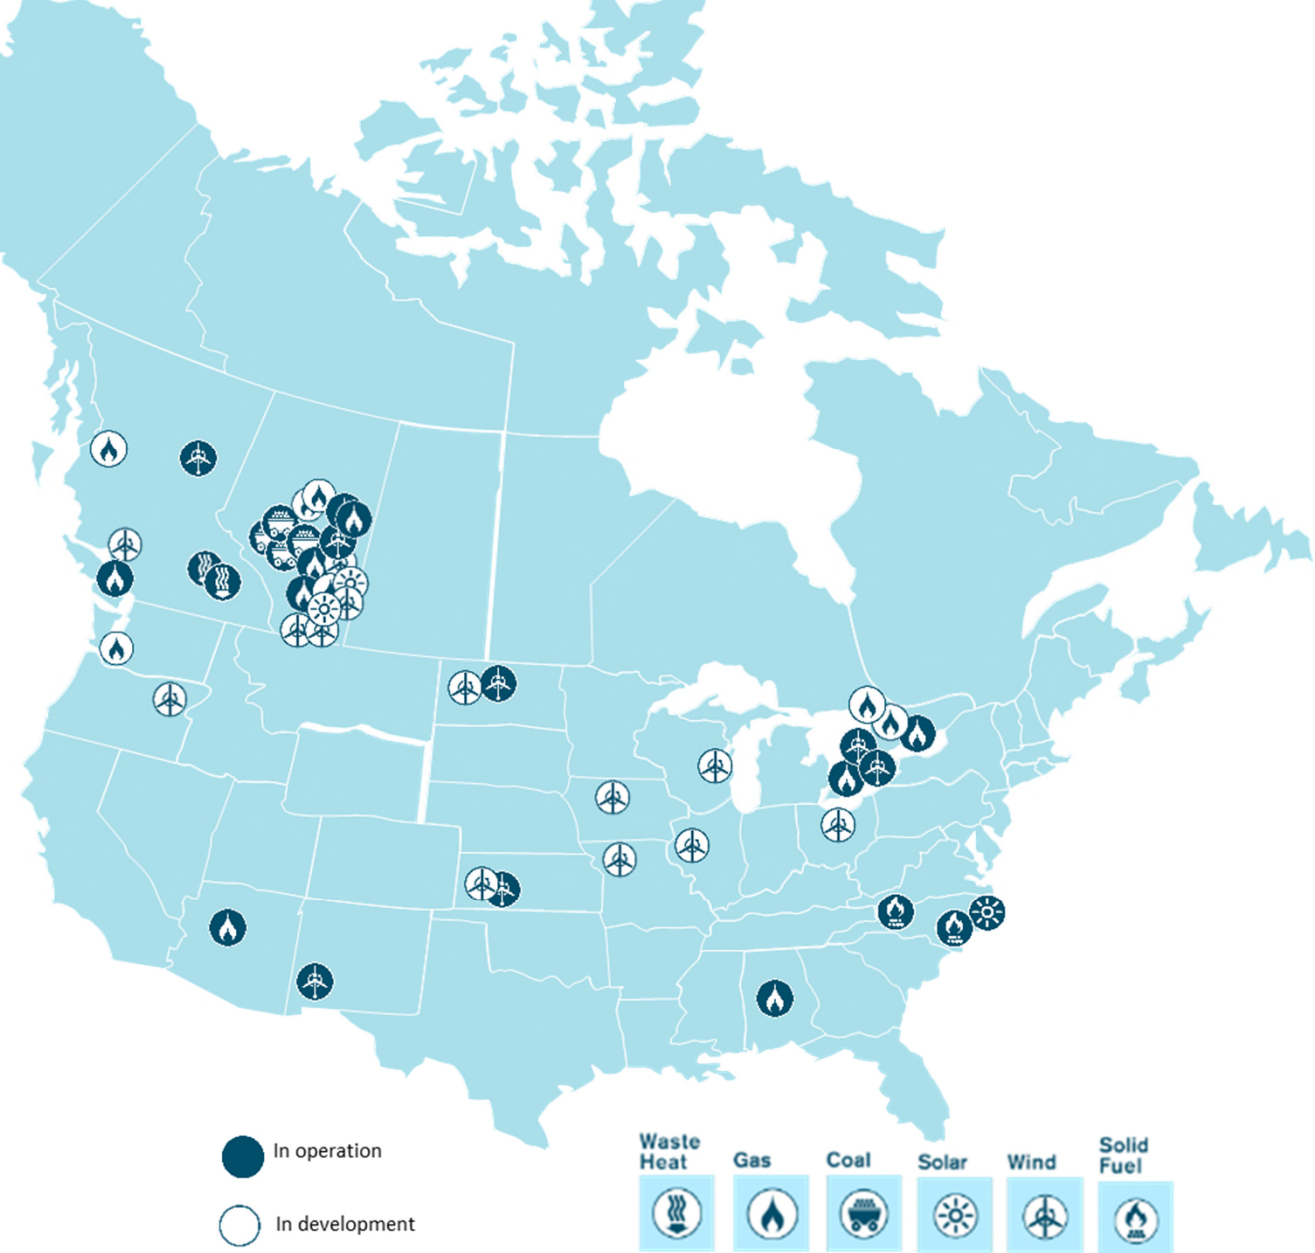 In operation
In development
Waste
Heat
Gas
Coal
Solar
Wind
Solid
Fuel